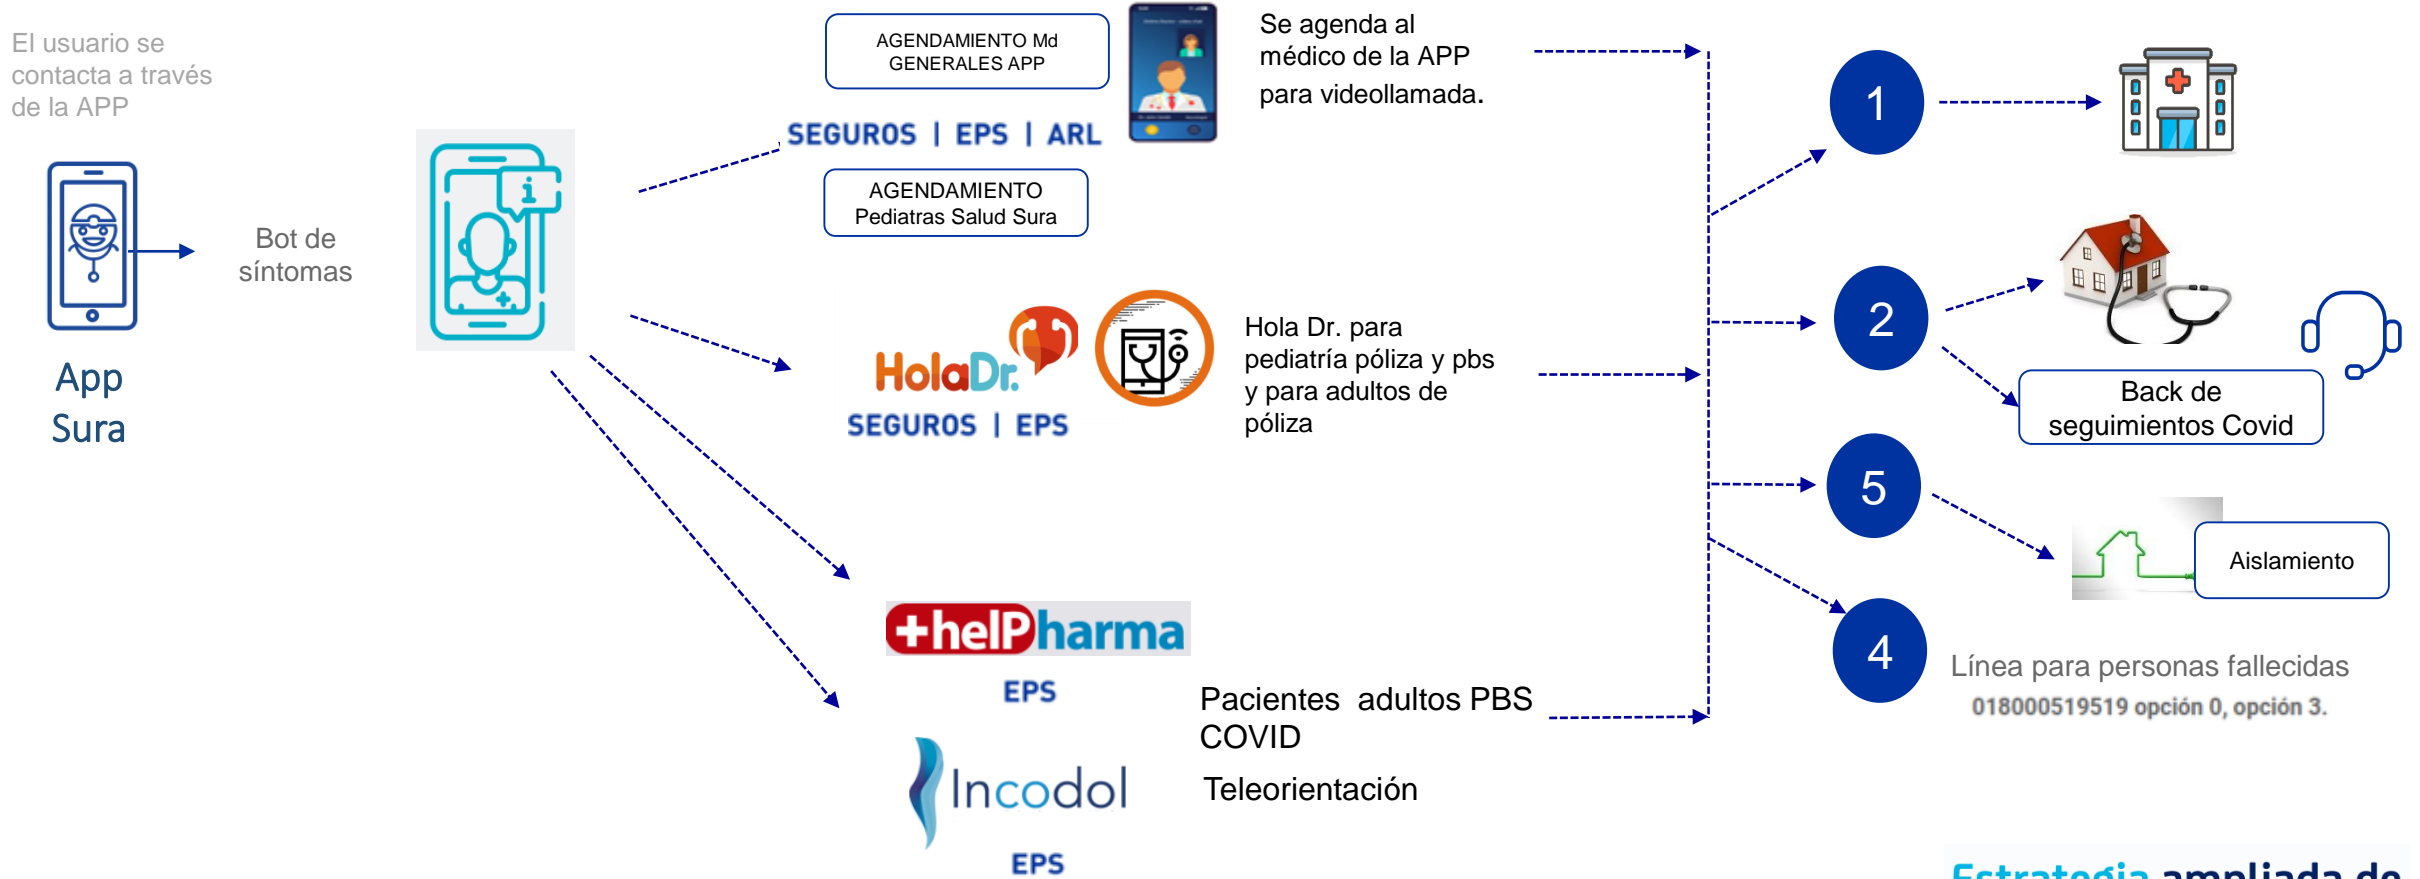 El usuario se
contacta a través
de la APP
App
Sura
Bot de
síntomas
i
AGENDAMIENTO Md
GENERALES APP
SEGUROS | EPS | ARL
AGENDAMIENTO
Pediatras Salud Sura
Se agenda al
médico de la APP
para videollamada.
HolaDr.
SEGUROS | EPS
Hola Dr. para
pediatría póliza y pbs
y para adultos de
póliza
+helPharma
EPS
Incodol
EPS
Pacientes adultos PBS
COVID
Teleorientación
1
2
Back de
seguimientos Covid
5
Aislamiento
4
Línea para personas fallecidas
018000519519 opción 0, opción 3.
Estrategia ampliada de